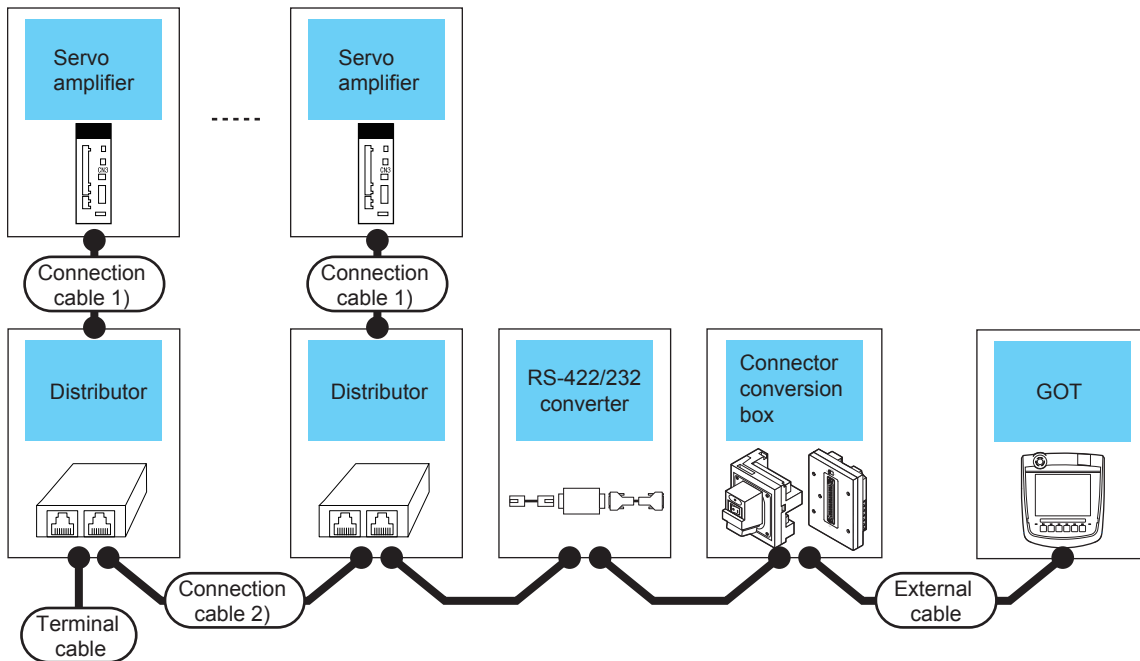 Servo
amplifier
Servo
amplifier
CN3
CN3
Connection
cable 1)
Connection
cable 1)
Distributor
Distributor
RS-422/232
converter
Connector
conversion
box
GOT
Connection
cable 2)
External
cable
Terminal
cable